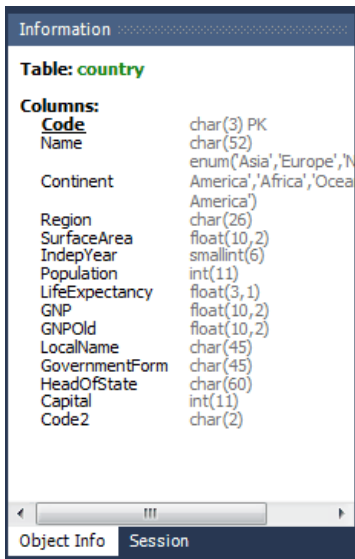 Information
Table: country
Columns:
Code char(3) PK
Name char(52)
enum('Asia','Europe','N
Continent America','Africa','Ocea
America')
Region char(26)
SurfaceArea float(10,2)
IndepYear smallint(6)
Population int(11)
LifeExpectancy float(3,1)
GNP float(10,2)
GNPOld float(10,2)
LocalName char(45)
GovernmentForm char(45)
HeadOfState char(60)
Capital int(11)
Code2 char(2)
Object Info Session